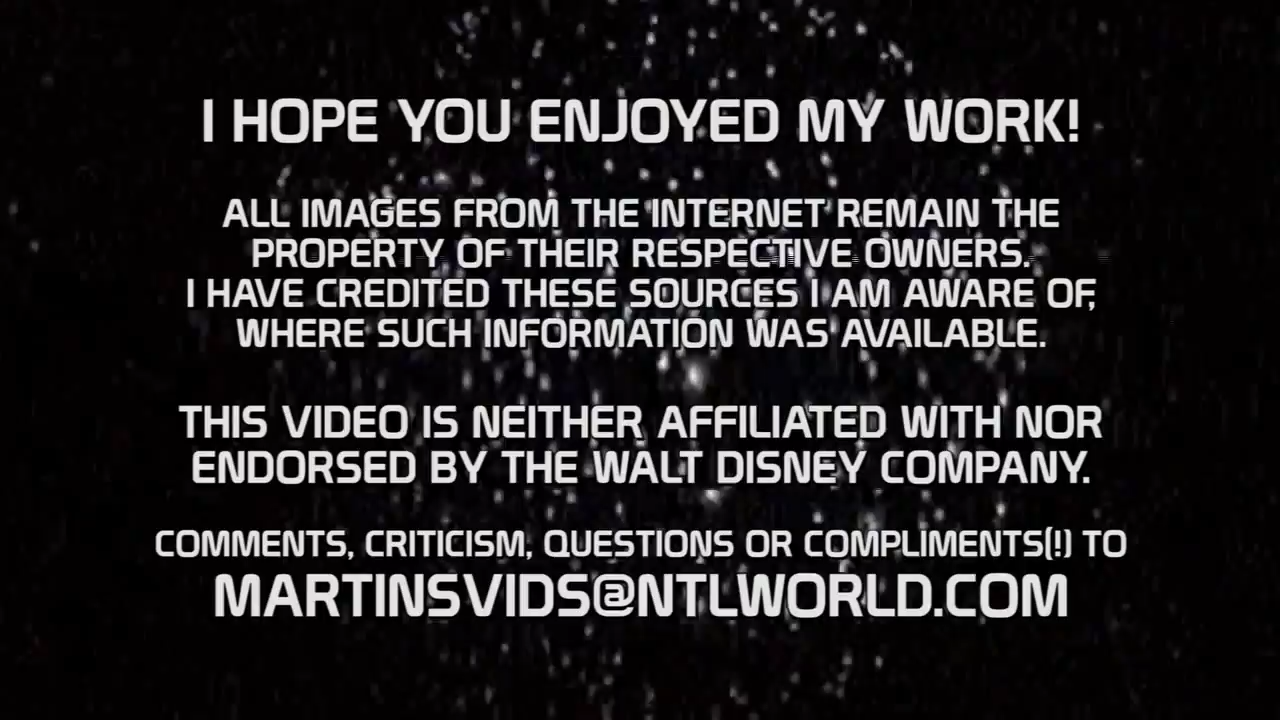 I HOPE YOU ENJOYED MY WORK!
ALL IMAGES FROM THE INTERNET REMAIN THE
PROPERTY OF THEIR RESPECTIVE OWNERS.
I HAVE CREDITED THESE SOURCES I AM AWARE OF,
WHERE SUCH INFORMATION WAS AVAILABLE.
THIS VIDEO IS NEITHER AFFILIATED WITH NOR
ENDORSED BY THE WALT DISNEY COMPANY.
COMMENTS, CRITICISM, QUESTIONS OR COMPLIMENTS(!) TO
MARTINSVIDS@NTLWORLD.COM